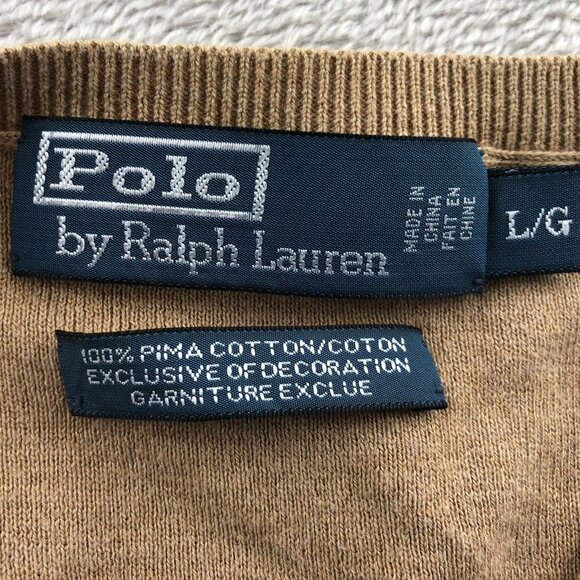 Polo
by Ralph Lauren
MADE IN
CHINA
FAIT EN
CHINE
L/G
100% PIMA COTTON/COTON
EXCLUSIVE OF DECORATION
GARNITURE EXCLUE